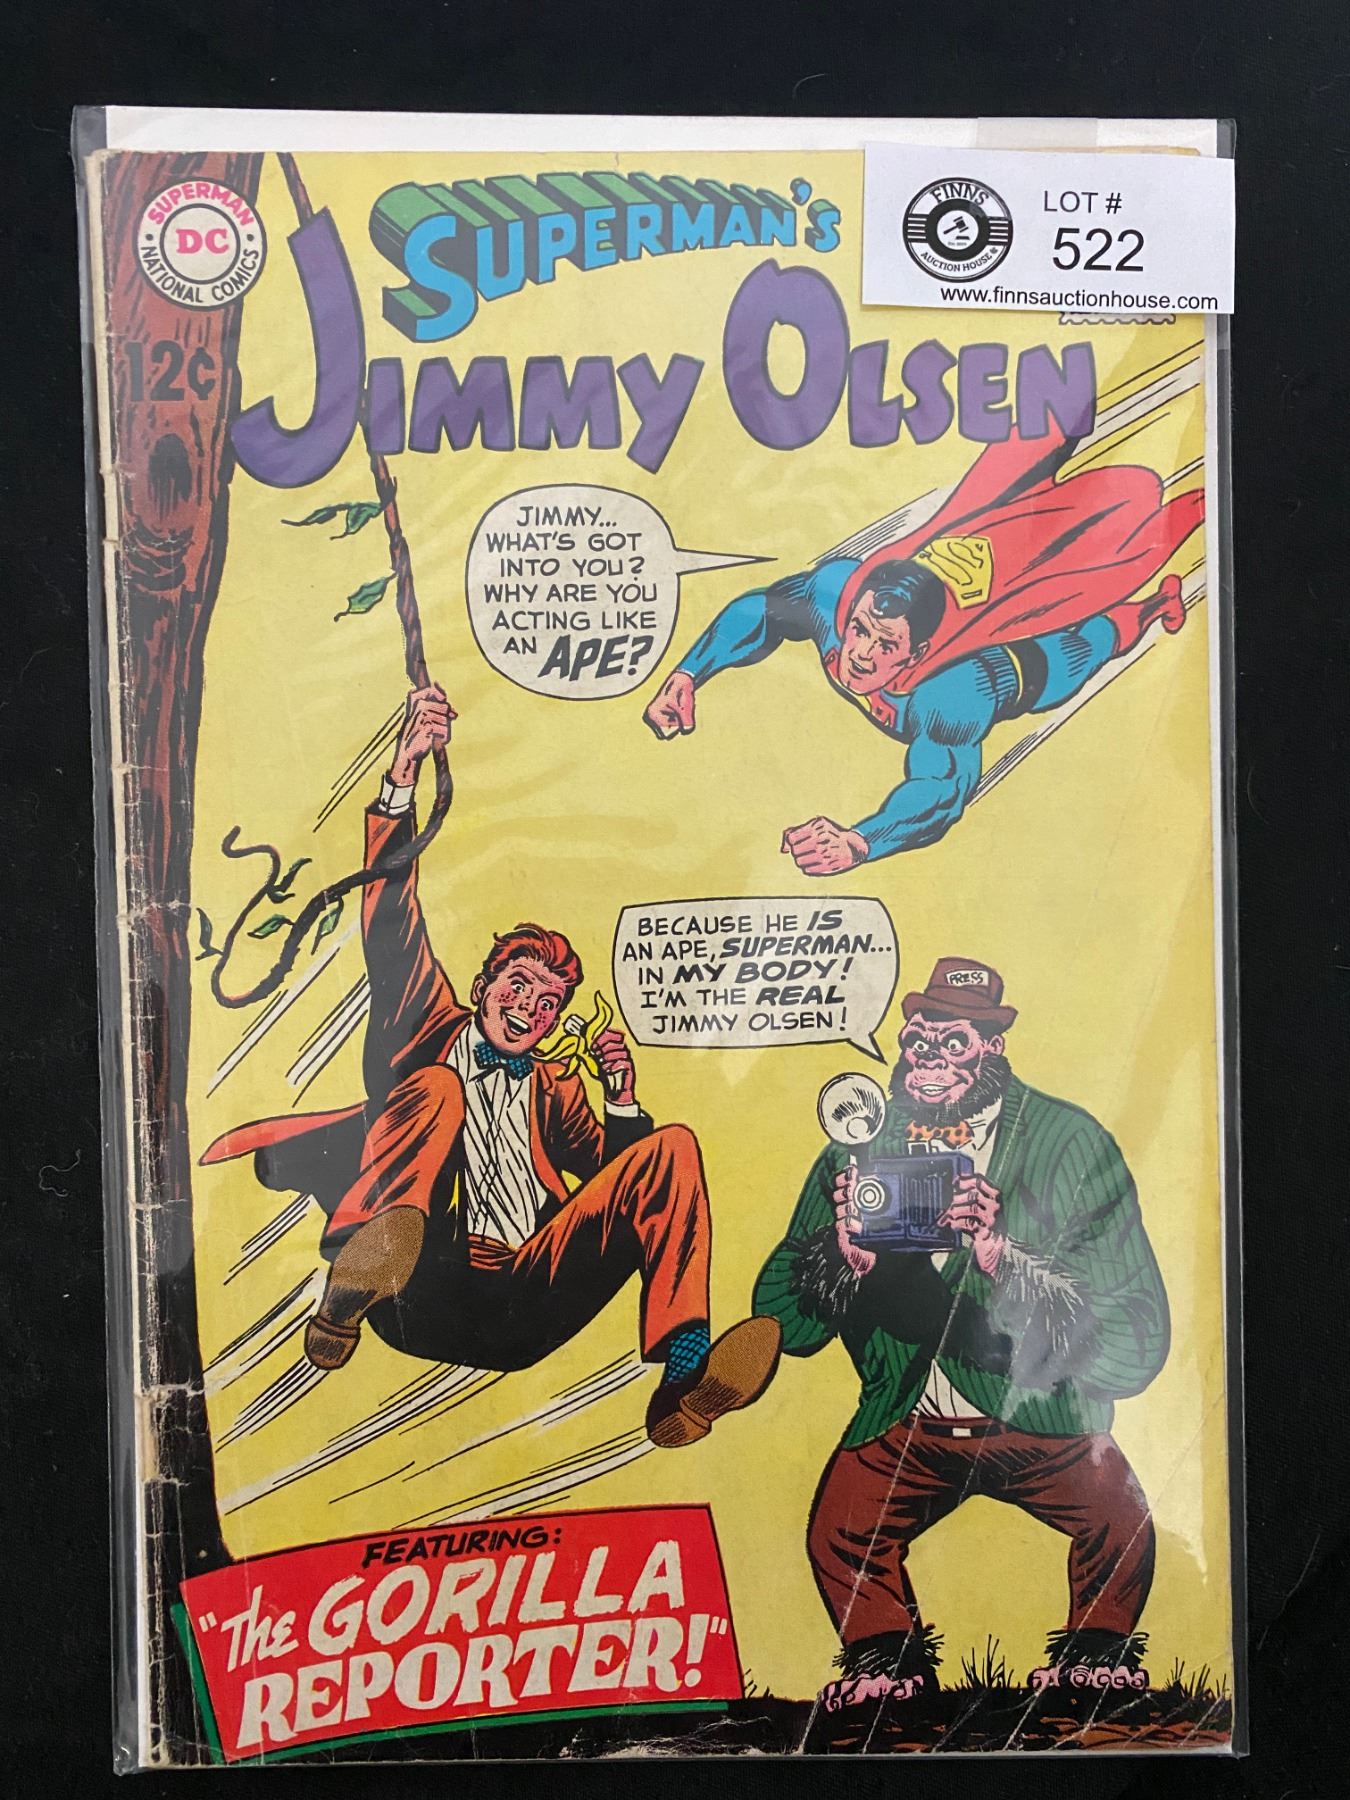 SUPERMAN
DC
NATIONAL COMICS
12¢
SUPERMAN'S
JIMMY OLSEN
FINNS
AUCTION HOUSE
LOT #
522
www.finnsauctionhouse.com
JIMMY...
WHAT'S GOT
INTO YOU?
WHY ARE YOU
ACTING LIKE
AN APE?
BECAUSE HE IS
AN APE, SUPERMAN...
IN MY BODY!
I'M THE REAL
JIMMY OLSEN!
PRESS
FEATURING:
"The GORILLA
REPORTER!"